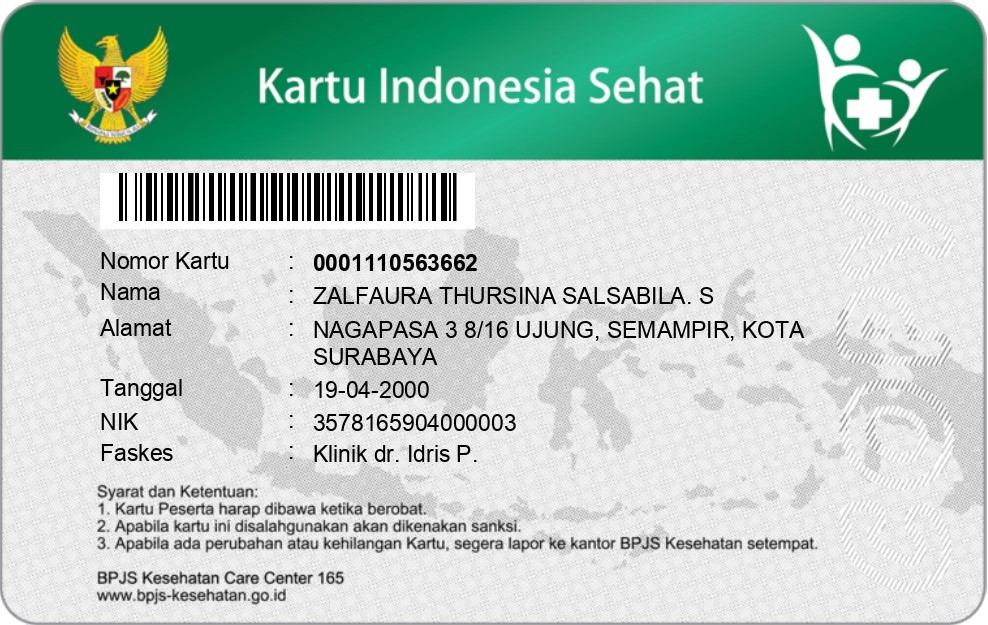 Kartu Indonesia Sehat
Nomor Kartu : 0001110563662
Nama : ZALFAURA THURSINA SALSABILA. S
Alamat : NAGAPASA 3 8/16 UJUNG, SEMAMPIR, KOTA
SURABAYA
Tanggal : 19-04-2000
NIK : 3578165904000003
Faskes : Klinik dr. Idris P.
Syarat dan Ketentuan:
1. Kartu Peserta harap dibawa ketika berobat.
2. Apabila kartu ini disalahgunakan akan dikenakan sanksi.
3. Apabila ada perubahan atau kehilangan Kartu, segera lapor ke kantor BPJS Kesehatan setempat.
BPJS Kesehatan Care Center 165
www.bpjs-kesehatan.go.id